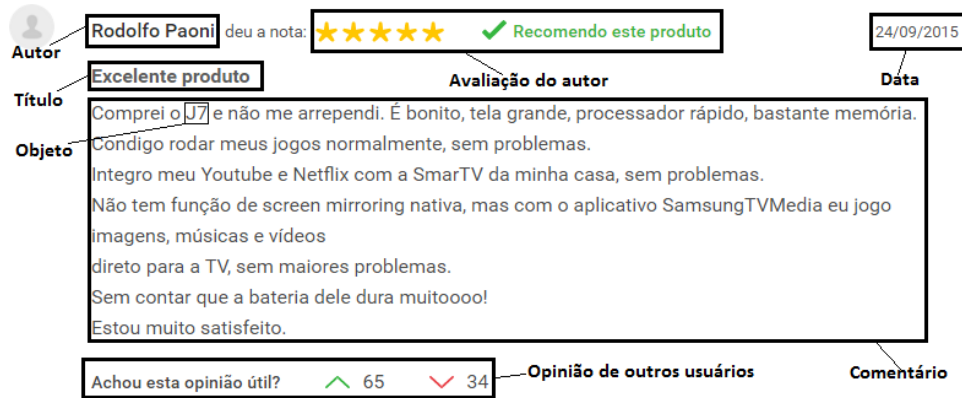 Rodolfo Paoni deu a nota: Recomendo este produto 24/09/2015
Autor
Excelente produto Avaliação do autor Data
Título
Comprei o J7 e não me arrependi. É bonito, tela grande, processador rápido, bastante memória.
Objeto
Condigo rodar meus jogos normalmente, sem problemas.
Integro meu Youtube e Netflix com a SmarTV da minha casa, sem problemas.
Não tem função de screen mirroring nativa, mas com o aplicativo SamsungTVMedia eu jogo
imagens, músicas e vídeos
direto para a TV, sem maiores problemas.
Sem contar que a bateria dele dura muitoooo!
Estou muito satisfeito.
Achou esta opinião útil? 65 34 Opinião de outros usuários Comentário